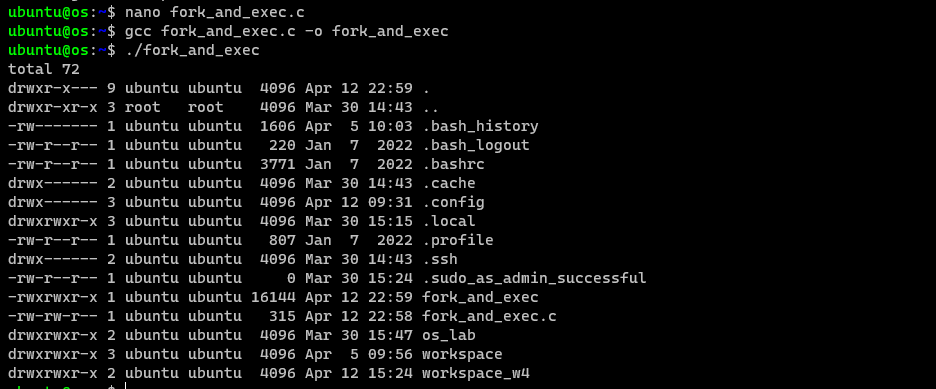 ubuntu@os:~$ nano fork_and_exec.c
ubuntu@os:~$ gcc fork_and_exec.c -o fork_and_exec
ubuntu@os:~$ ./fork_and_exec
total 72
drwxr-x--- 9 ubuntu ubuntu  4096 Apr 12 22:59 .
drwxr-xr-x 3 root   root    4096 Mar 30 14:43 ..
-rw------- 1 ubuntu ubuntu  1606 Apr  5 10:03 .bash_history
-rw-r--r-- 1 ubuntu ubuntu   220 Jan  7  2022 .bash_logout
-rw-r--r-- 1 ubuntu ubuntu  3771 Jan  7  2022 .bashrc
drwx------ 2 ubuntu ubuntu  4096 Mar 30 14:43 .cache
drwx------ 3 ubuntu ubuntu  4096 Apr 12 09:31 .config
drwxrwxr-x 3 ubuntu ubuntu  4096 Mar 30 15:15 .local
-rw-r--r-- 1 ubuntu ubuntu   807 Jan  7  2022 .profile
drwx------ 2 ubuntu ubuntu  4096 Mar 30 14:43 .ssh
-rw-r--r-- 1 ubuntu ubuntu     0 Mar 30 15:24 .sudo_as_admin_successful
-rwxrwxr-x 1 ubuntu ubuntu 16144 Apr 12 22:59 fork_and_exec
-rw-rw-r-- 1 ubuntu ubuntu   315 Apr 12 22:58 fork_and_exec.c
drwxrwxr-x 2 ubuntu ubuntu  4096 Mar 30 15:47 os_lab
drwxrwxr-x 3 ubuntu ubuntu  4096 Apr  5 09:56 workspace
drwxrwxr-x 2 ubuntu ubuntu  4096 Apr 12 15:24 workspace_w4
ubuntu@os:~$